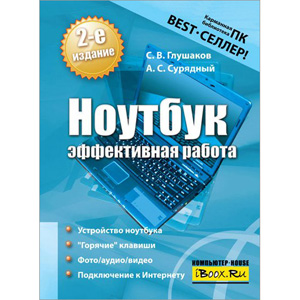 2-е
издание
Карманная
библиотека
ПК
BEST-СЕЛЛЕР!
С. В. Глушаков
А. С. Сурядный
Ноутбук
эффективная работа
Устройство ноутбука
"Горячие" клавиши
Фото/аудио/видео
Подключение к Интернету
КОМПЬЮТЕР-HOUSE
iBoox.Ru